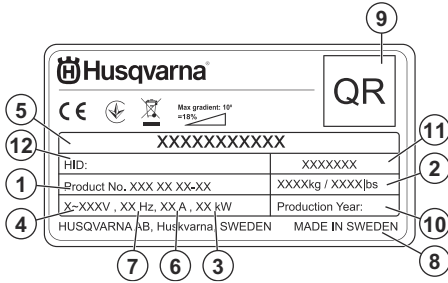 9
Husqvarna
QR
CE
Max gradient: 10°
=18%
5
XXXXXXXXXXX
11
12
HID:
XXXXXXX
1
Product No. XXX XX XX-XX
XXXXkg / XXXX lbs
2
4
X~XXXV , XX Hz, XX A , XX kW
Production Year:
10
HUSQVARNA AB, Huskvarna, SWEDEN
MADE IN SWEDEN
7
6
3
8